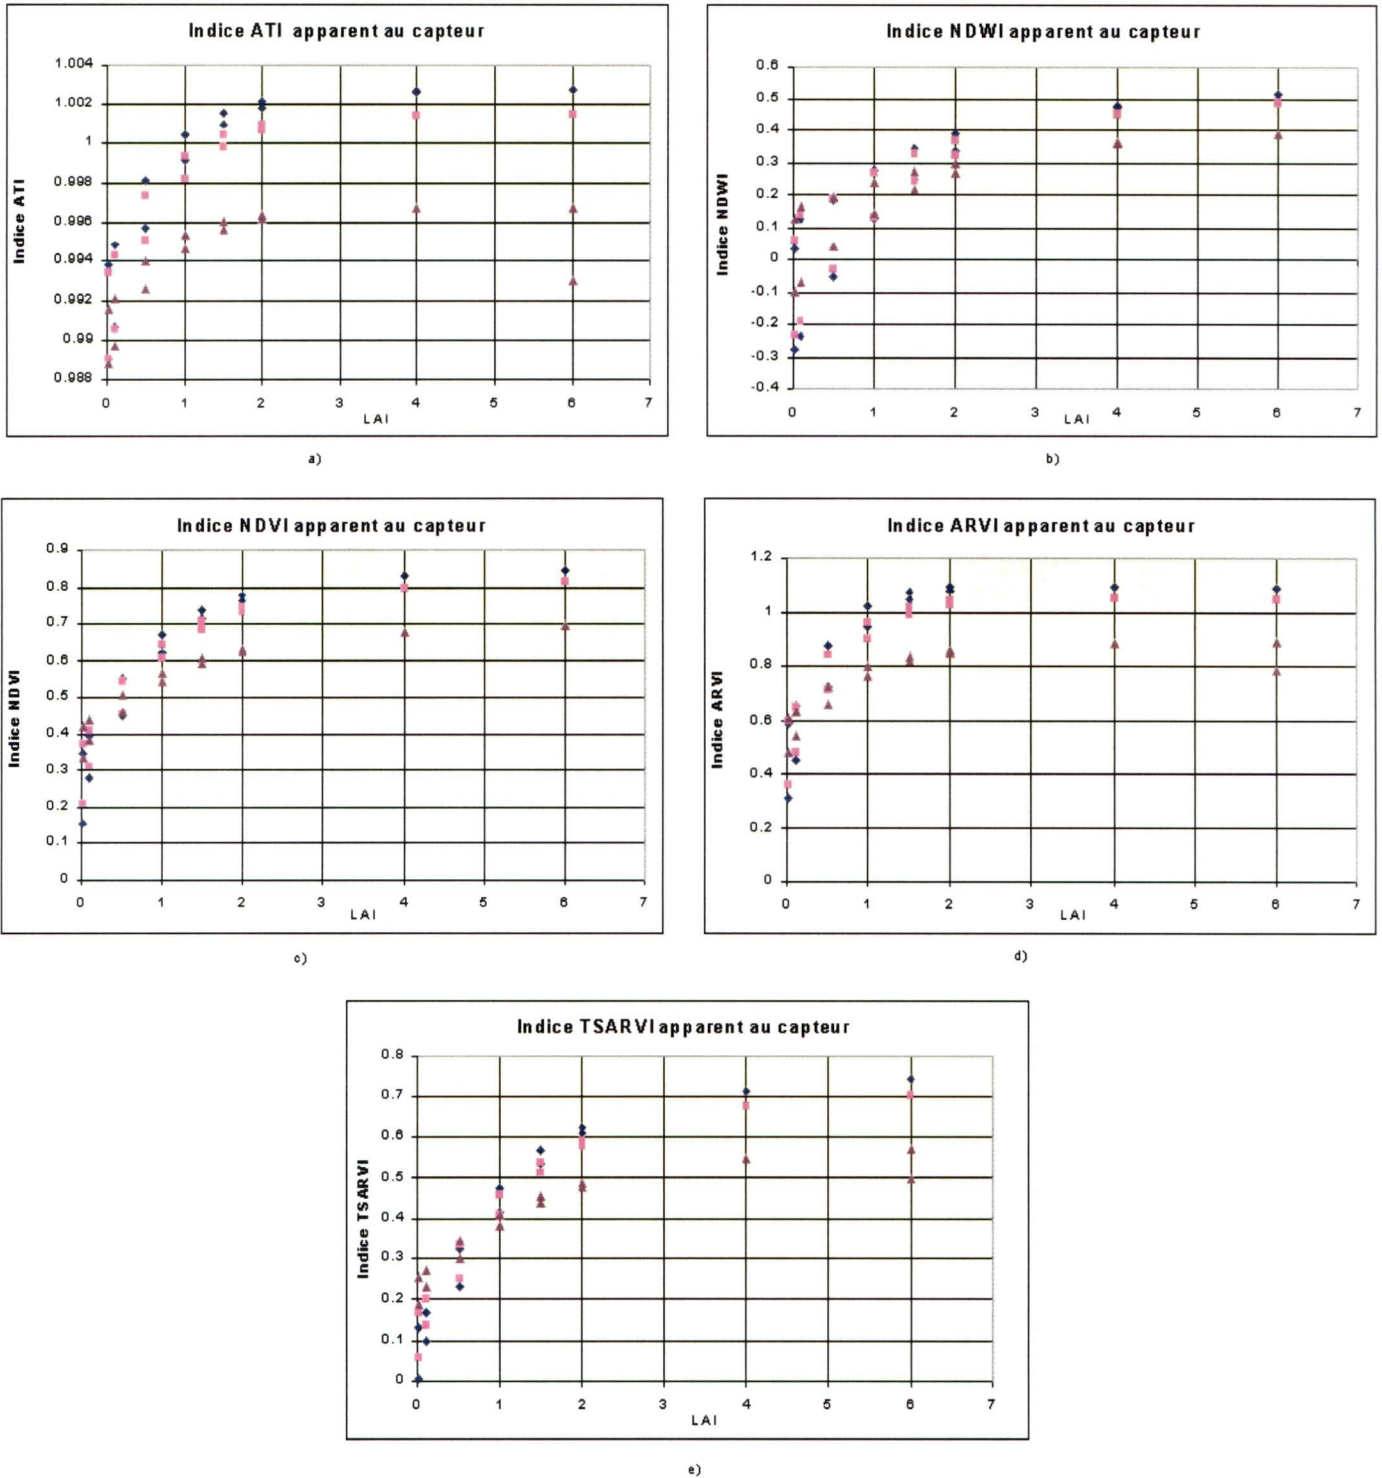 Indice ATI apparent au capteur
1.004
1.002
1
0.998
0.996
0.994
0.992
0.99
0.988
Indice ATI
0 1 2 3 4 5 6 7
LAI
a)
Indice NDWI apparent au capteur
0.6
0.5
0.4
0.3
0.2
0.1
0
-0.1
-0.2
-0.3
-0.4
Indice NDWI
0 1 2 3 4 5 6 7
LAI
b)
Indice NDVI apparent au capteur
0.9
0.8
0.7
0.6
0.5
0.4
0.3
0.2
0.1
0
Indice NDVI
0 1 2 3 4 5 6 7
LAI
c)
Indice ARVI apparent au capteur
1.2
1
0.8
0.6
0.4
0.2
0
Indice ARVI
0 1 2 3 4 5 6 7
LAI
d)
Indice TSARVI apparent au capteur
0.8
0.7
0.6
0.5
0.4
0.3
0.2
0.1
0
Indice TSARVI
0 1 2 3 4 5 6 7
LAI
e)